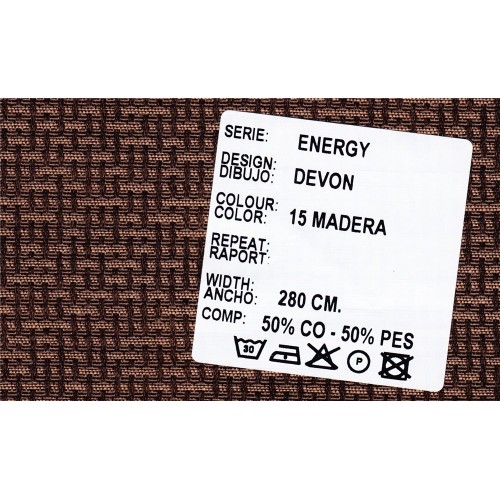 SERIE: ENERGY
DESIGN:
DIBUJO: DEVON
COLOUR:
COLOR: 15 MADERA
REPEAT:
RAPORT:
WIDTH:
ANCHO: 280 CM.
COMP: 50% CO - 50% PES
30 P